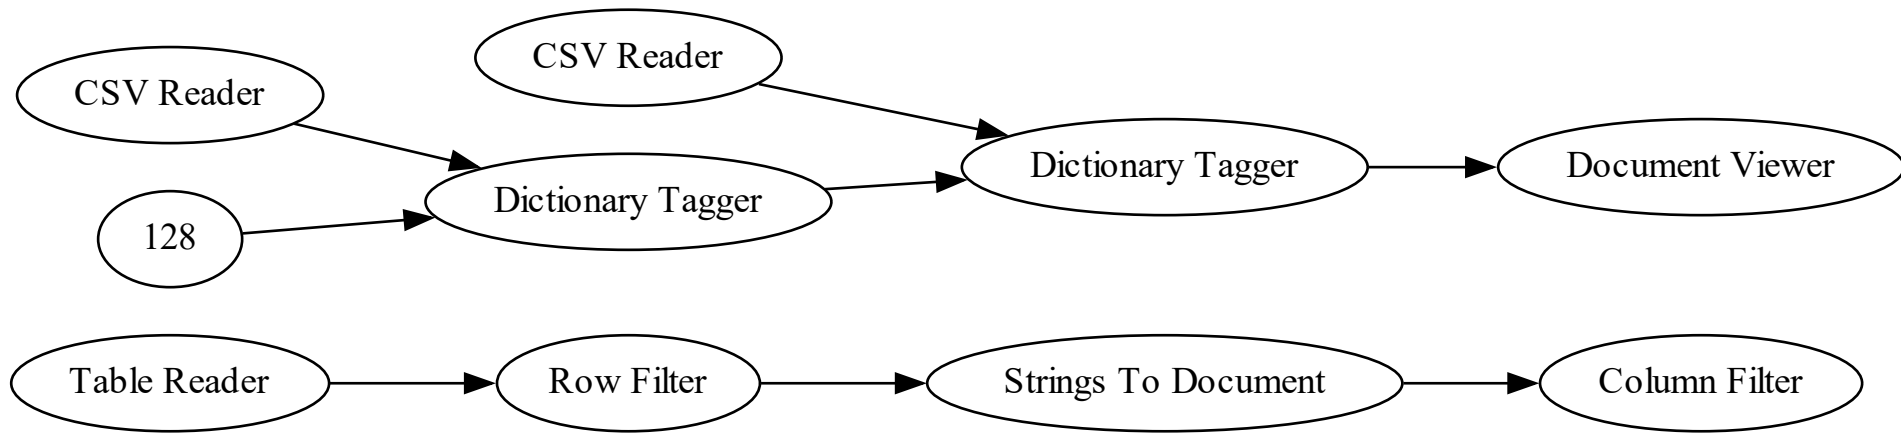 CSV Reader
CSV Reader
Dictionary Tagger
Document Viewer
Dictionary Tagger
128
Table Reader
Row Filter
Strings To Document
Column Filter